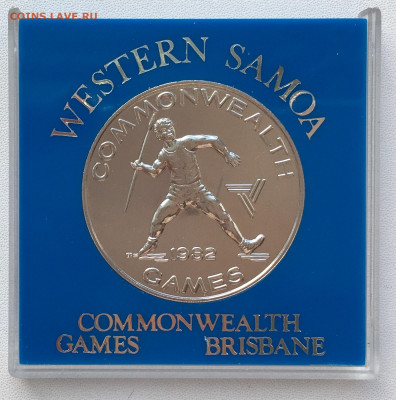 COINS.LAVE.RU
WESTERN SAMOA
COMMONWEALTH
1982
GAMES
COMMONWEALTH
GAMES BRISBANE